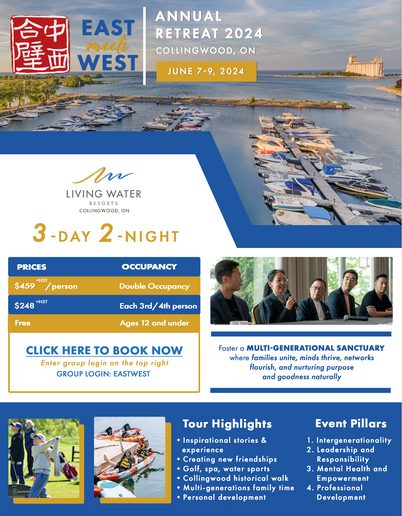 中西合璧
EAST
meets
WEST
ANNUAL
RETREAT 2024
COLLINGWOOD, ON
JUNE 7-9, 2024
LIVING WATER
RESORTS
COLLINGWOOD, ON
3-DAY 2-NIGHT
PRICES OCCUPANCY
$459 +HST / person Double Occupancy
$248 +HST Each 3rd/ 4th person
Free Ages 12 and under
CLICK HERE TO BOOK NOW
Enter group login on the top right
GROUP LOGIN: EASTWEST
Foster a MULTI-GENERATIONAL SANCTUARY
where families unite, minds thrive, networks
flourish, and nurturing purpose
and goodness naturally
Tour Highlights
• Inspirational stories &
experience
• Creating new friendships
• Golf, spa, water sports
• Collingwood historical walk
• Multi-generations family time
• Personal development
Event Pillars
1. Intergenerationality
2. Leadership and
Responsibility
3. Mental Health and
Empowerment
4. Professional
Development